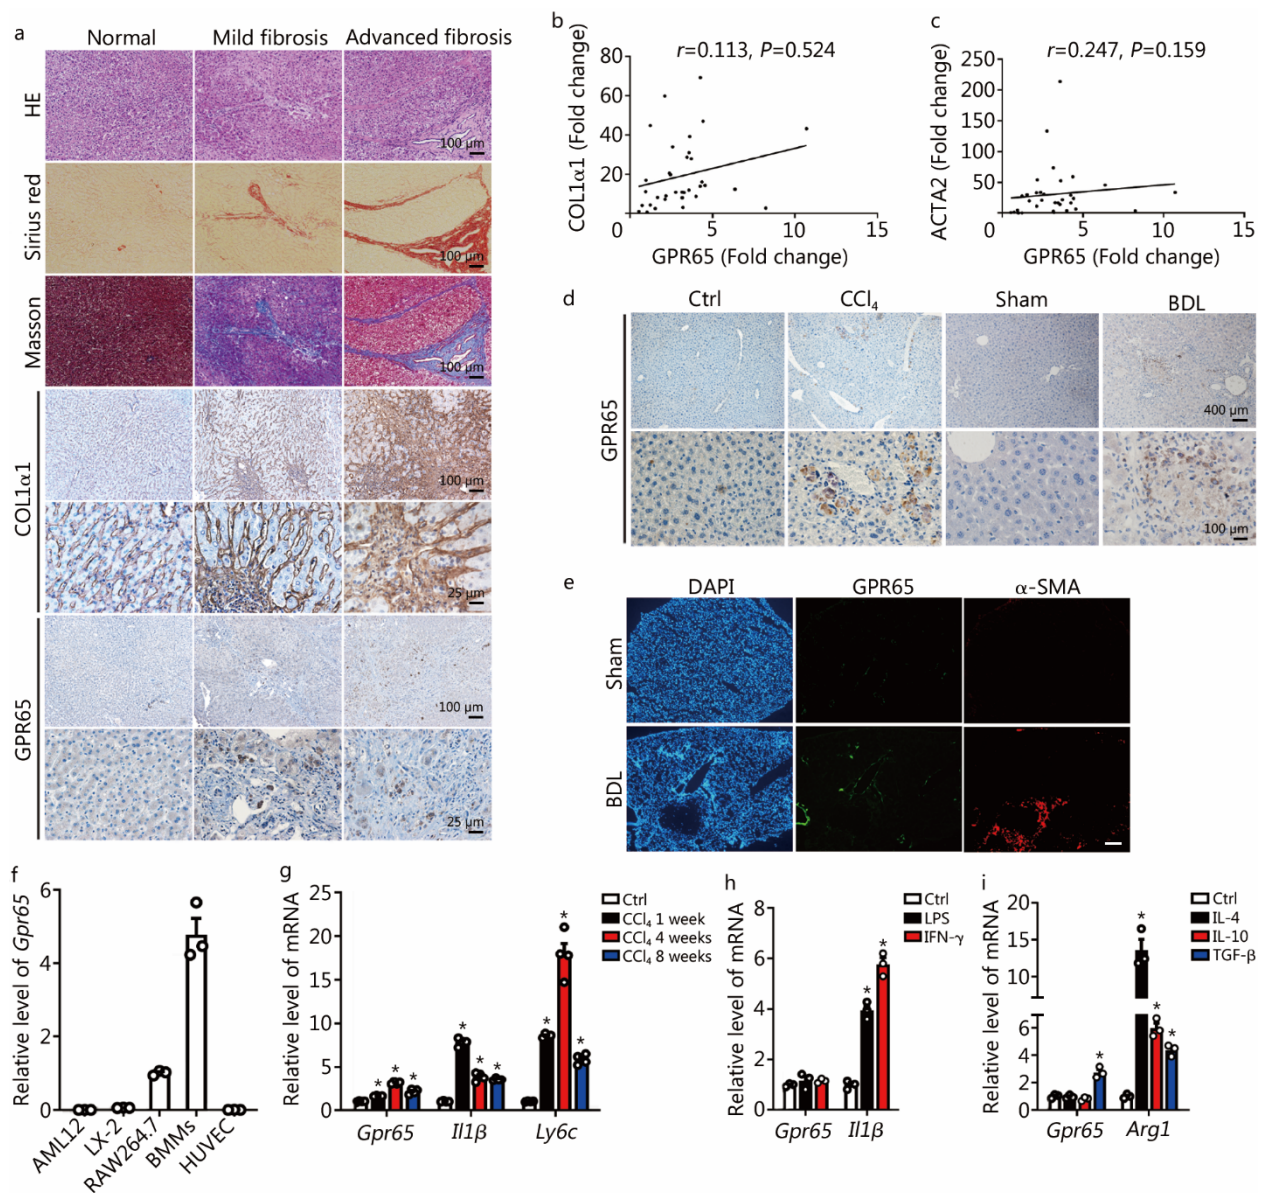 a
Normal Mild fibrosis Advanced fibrosis
HE
100 μm
Sirius red
100 μm
Masson
100 μm
COL1α1
100 μm
25 μm
GPR65
100 μm
25 μm
b
r=0.113, P=0.524
COL1α1 (Fold change)
80
60
40
20
0 5 10 15
GPR65 (Fold change)
c
r=0.247, P=0.159
ACTA2 (Fold change)
250
200
150
100
50
0 5 10 15
GPR65 (Fold change)
d
Ctrl CCl4 Sham BDL
GPR65
400 μm
100 μm
e
DAPI GPR65 α-SMA
Sham
BDL
f
Relative level of Gpr65
6
4
2
0
AML12 LX-2 RAW264.7 BMMs HUVEC
g
Relative level of mRNA
25
20
15
10
5
0
Ctrl
CCl4 1 week
CCl4 4 weeks
CCl4 8 weeks
* * * * * * * * *
Gpr65 Il1β Ly6c
h
Relative level of mRNA
8
6
4
2
0
Ctrl
LPS
IFN-γ
* *
Gpr65 Il1β
i
Relative level of mRNA
20
15
10
6
4
2
0
Ctrl
IL-4
IL-10
TGF-β
* * * *
Gpr65 Arg1